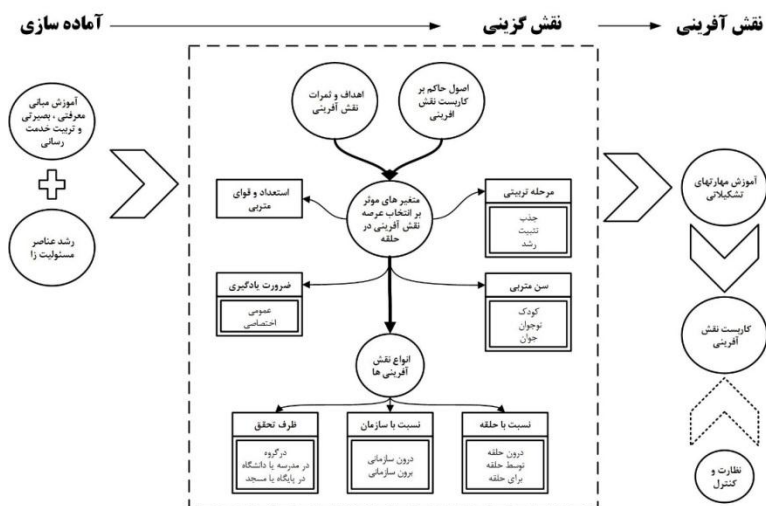 آماده سازی
نقش گزینی
نقش آفرینی
آموزش مبانی
معرفتی ، بصیرتی
و تربیت خدمت
رسانی
رشد عناصر
مسئولیت زا
اهداف و ثمرات
نقش آفرینی
اصول حاکم بر
کاربست نقش
افرینی
متغیر های موثر
بر انتخاب عرصه
نقش آفرینی در
حلقه
استعداد و قوای
متربی
مرحله تربیتی
جذب
تثبیت
رشد
ضرورت یادگیری
عمومی
اختصاصی
سن متربی
کودک
نوجوان
جوان
انواع نقش
آفرینی ها
ظرف تحقق
درگروه
در مدرسه یا دانشگاه
در پایگاه یا مسجد
نسبت با سازمان
درون سازمانی
برون سازمانی
نسبت با حلقه
درون حلقه
توسط حلقه
برای حلقه
آموزش مهارتهای
تشکیلاتی
کاربست نقش
آفرینی
نظارت و
کنترل